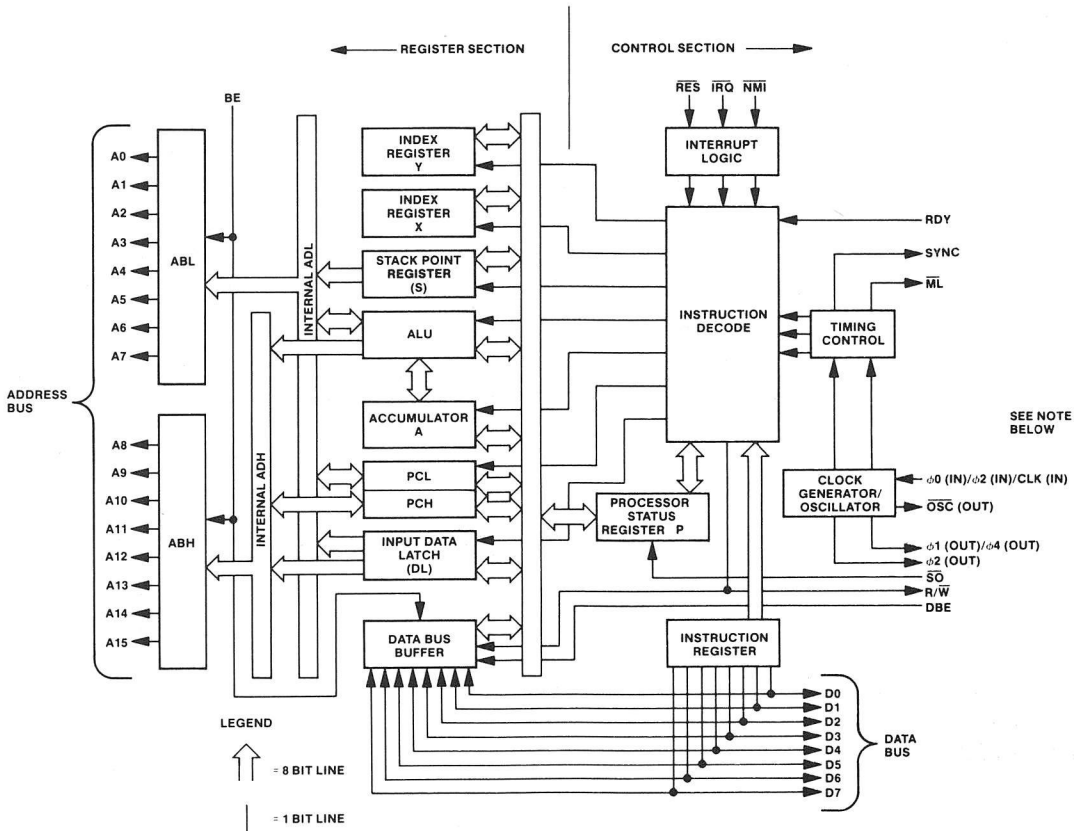 REGISTER SECTION
CONTROL SECTION
BE
RES IRQ NMI
INTERRUPT
LOGIC
INDEX
REGISTER
Y
INDEX
REGISTER
X
STACK POINT
REGISTER
(S)
ALU
ACCUMULATOR
A
PCL
PCH
INPUT DATA
LATCH
(DL)
DATA BUS
BUFFER
INTERNAL ADL
INTERNAL ADH
ABL
ABH
ADDRESS
BUS
A0
A1
A2
A3
A4
A5
A6
A7
A8
A9
A10
A11
A12
A13
A14
A15
INSTRUCTION
DECODE
PROCESSOR
STATUS
REGISTER P
INSTRUCTION
REGISTER
TIMING
CONTROL
CLOCK
GENERATOR/
OSCILLATOR
RDY
SYNC
ML
SEE NOTE
BELOW
ϕ0 (IN)/ϕ2 (IN)/CLK (IN)
OSC (OUT)
ϕ1 (OUT)/ϕ4 (OUT)
ϕ2 (OUT)
SO
R/W
DBE
D0
D1
D2
D3
D4
D5
D6
D7
DATA
BUS
LEGEND
= 8 BIT LINE
= 1 BIT LINE